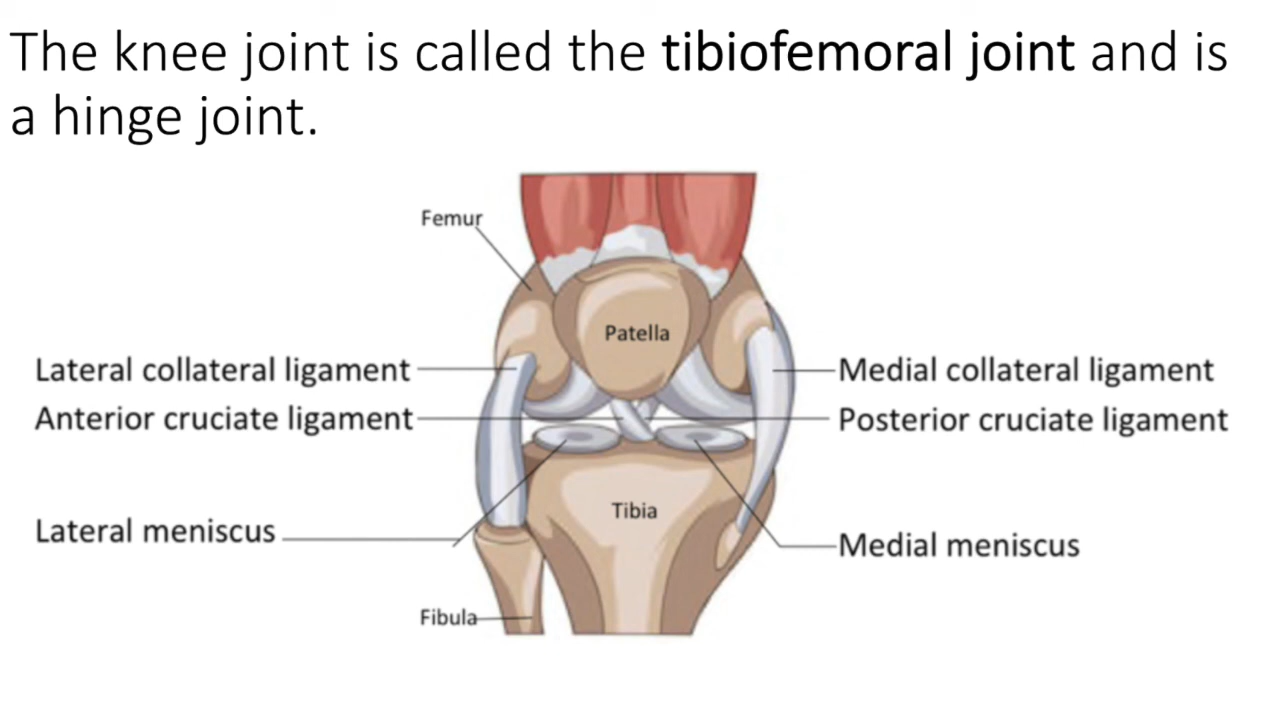 The knee joint is called the tibiofemoral joint and is
a hinge joint.
Femur
Patella
Lateral collateral ligament
Medial collateral ligament
Anterior cruciate ligament
Posterior cruciate ligament
Tibia
Lateral meniscus
Medial meniscus
Fibula